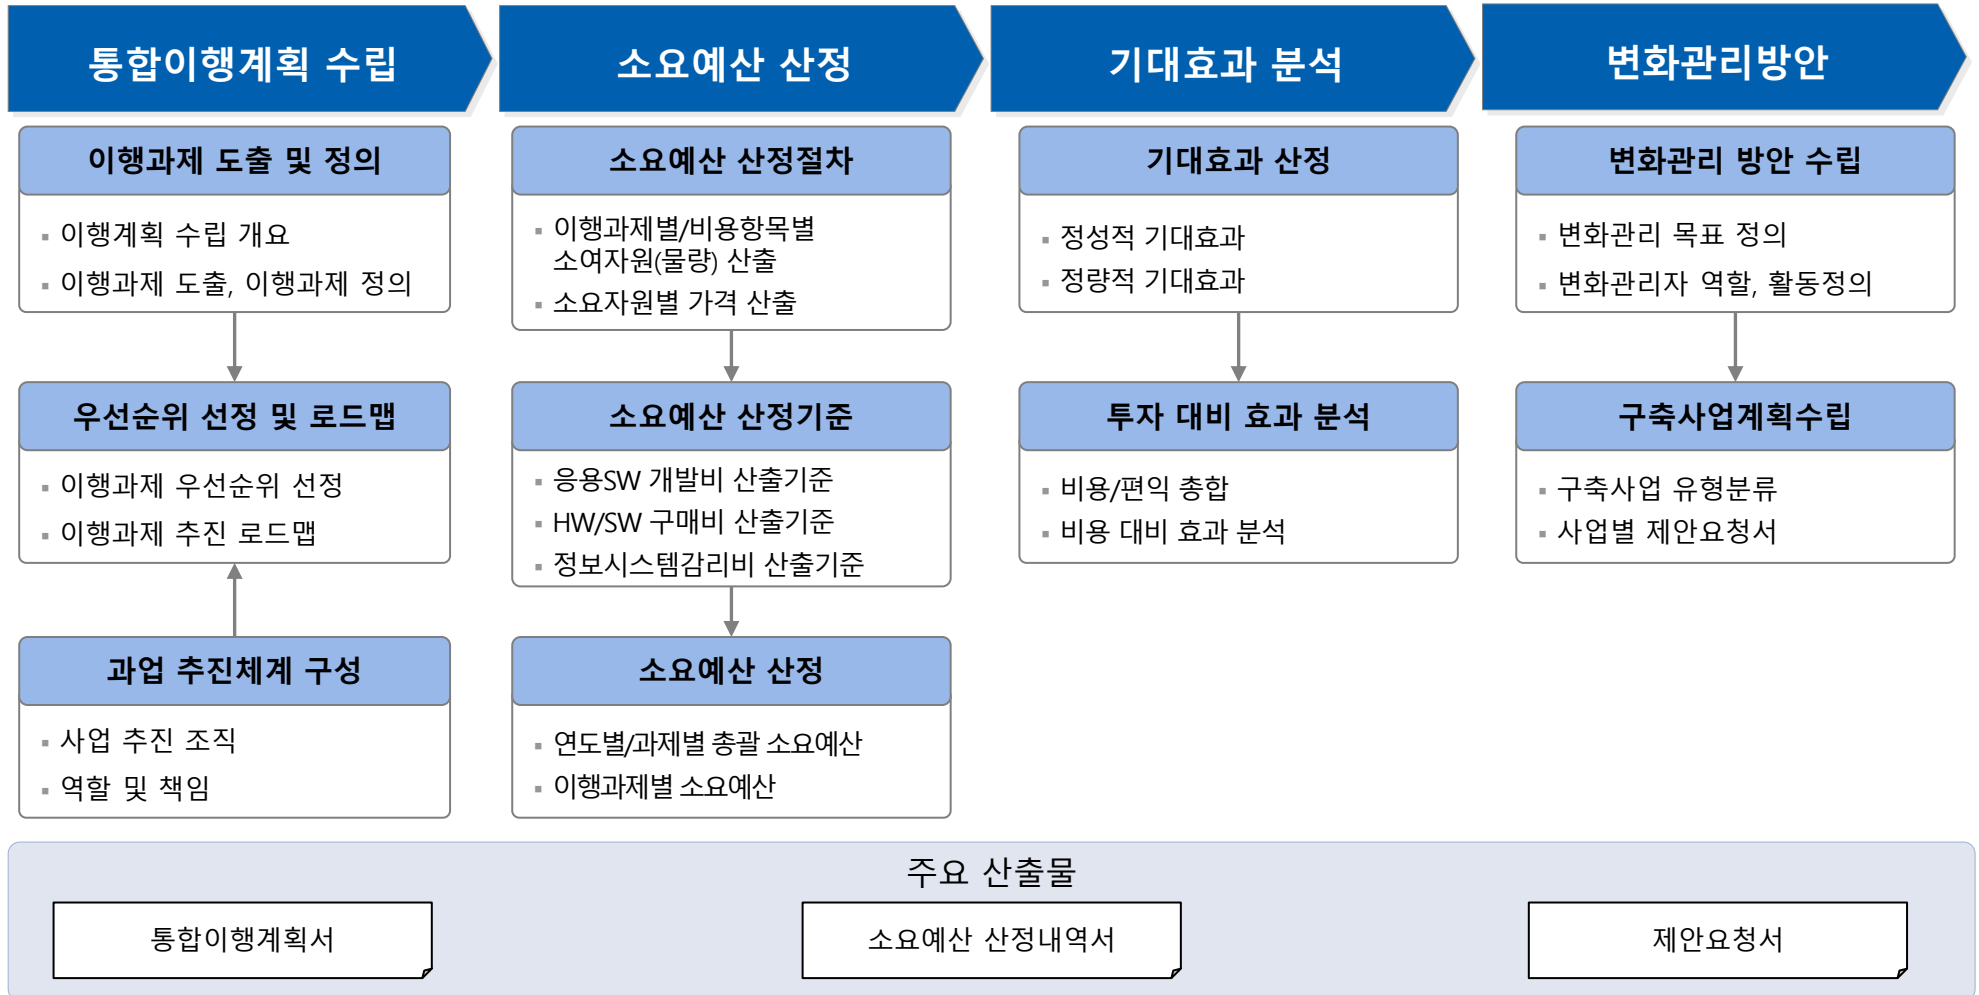 통합이행계획 수립
소요예산 산정
기대효과 분석
변화관리방안
이행과제 도출 및 정의
▪ 이행계획 수립 개요
▪ 이행과제 도출, 이행과제 정의
우선순위 선정 및 로드맵
▪ 이행과제 우선순위 선정
▪ 이행과제 추진 로드맵
과업 추진체계 구성
▪ 사업 추진 조직
▪ 역할 및 책임
소요예산 산정절차
▪ 이행과제별/비용항목별
소여자원(물량) 산출
▪ 소요자원별 가격 산출
소요예산 산정기준
▪ 응용SW 개발비 산출기준
▪ HW/SW 구매비 산출기준
▪ 정보시스템감리비 산출기준
소요예산 산정
▪ 연도별/과제별 총괄 소요예산
▪ 이행과제별 소요예산
기대효과 산정
▪ 정성적 기대효과
▪ 정량적 기대효과
투자 대비 효과 분석
▪ 비용/편익 총합
▪ 비용 대비 효과 분석
변화관리 방안 수립
▪ 변화관리 목표 정의
▪ 변화관리자 역할, 활동정의
구축사업계획수립
▪ 구축사업 유형분류
▪ 사업별 제안요청서
주요 산출물
통합이행계획서
소요예산 산정내역서
제안요청서